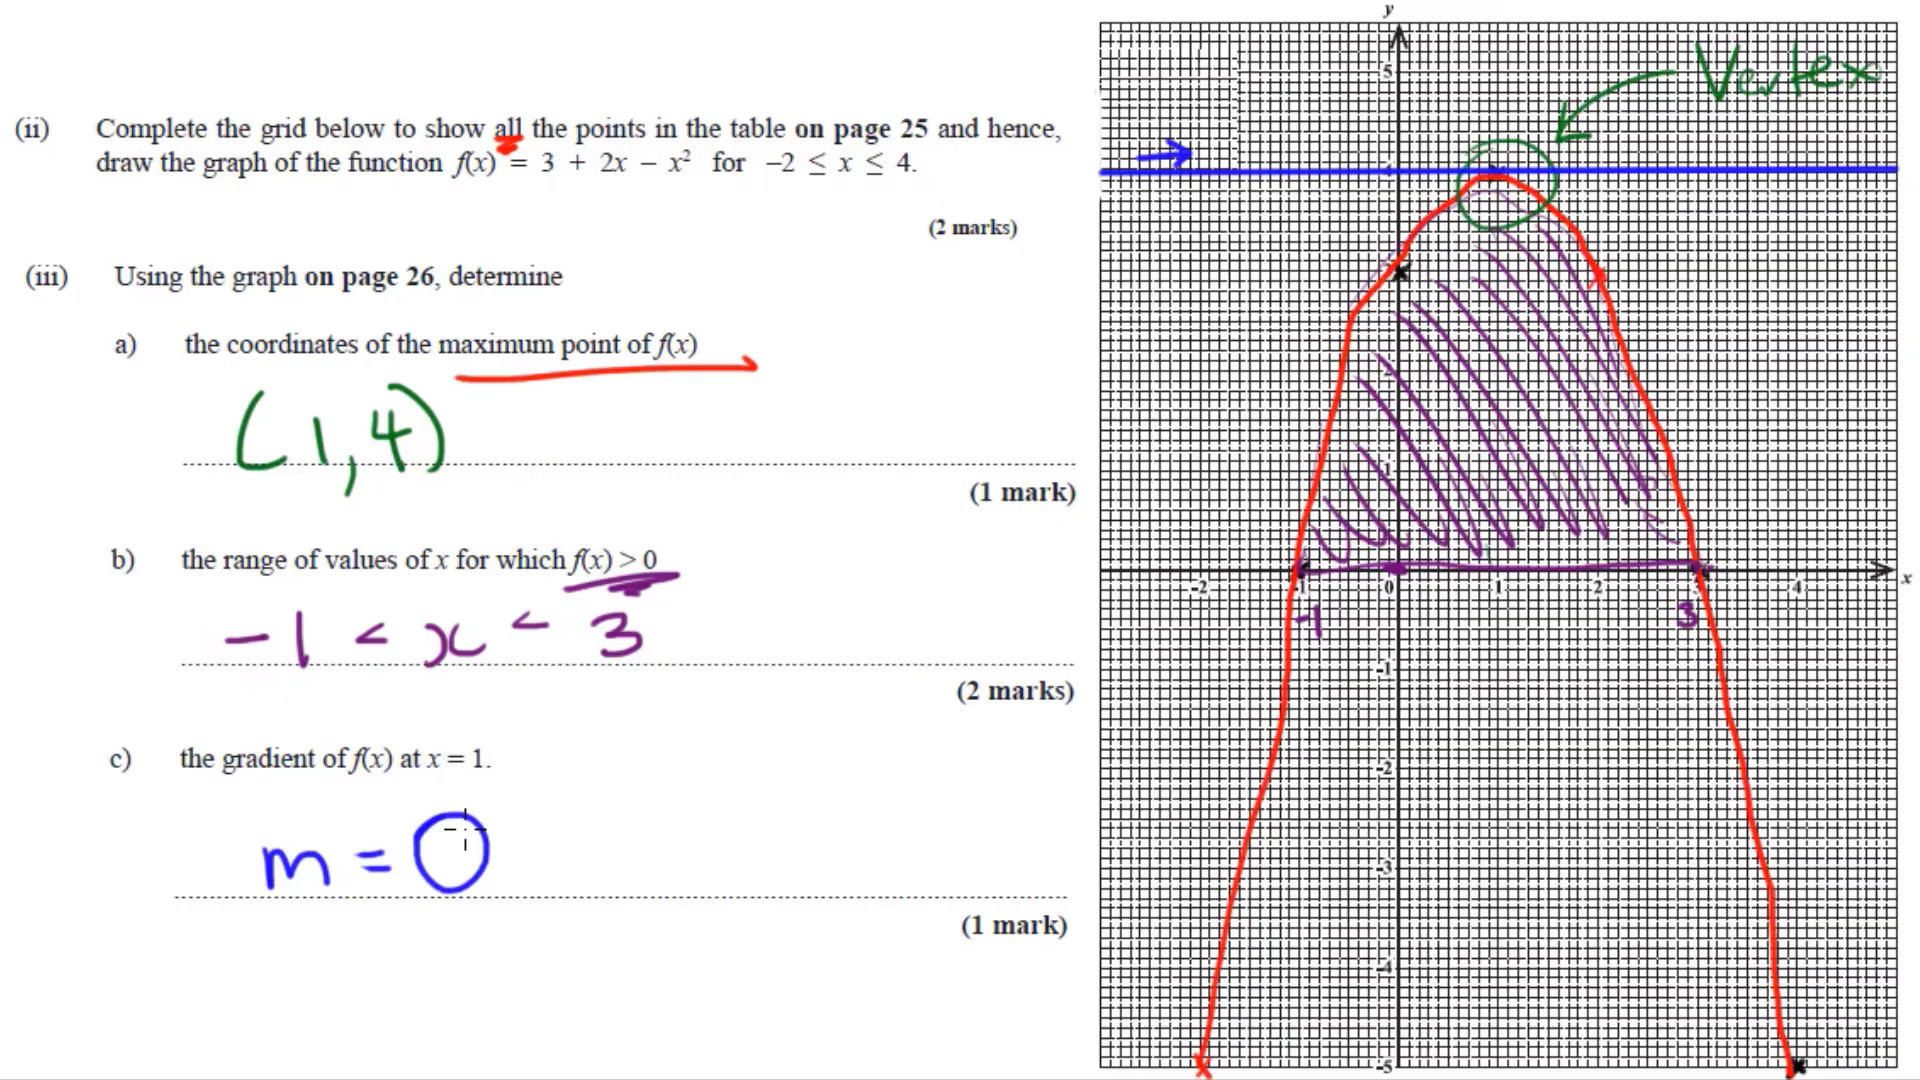 (ii) Complete the grid below to show all the points in the table on page 25 and hence,
draw the graph of the function f(x) = 3 + 2x − x² for −2 ≤ x ≤ 4.
(2 marks)
(iii) Using the graph on page 26, determine
a) the coordinates of the maximum point of f(x)
(1,4)
(1 mark)
b) the range of values of x for which f(x) > 0
-1 < x < 3
(2 marks)
c) the gradient of f(x) at x = 1.
m = 0
(1 mark)
y
5
Vertex
4
2
1
-2 -1 0 1 2 4 x
-1 3
-1
-2
-3
-4
-5